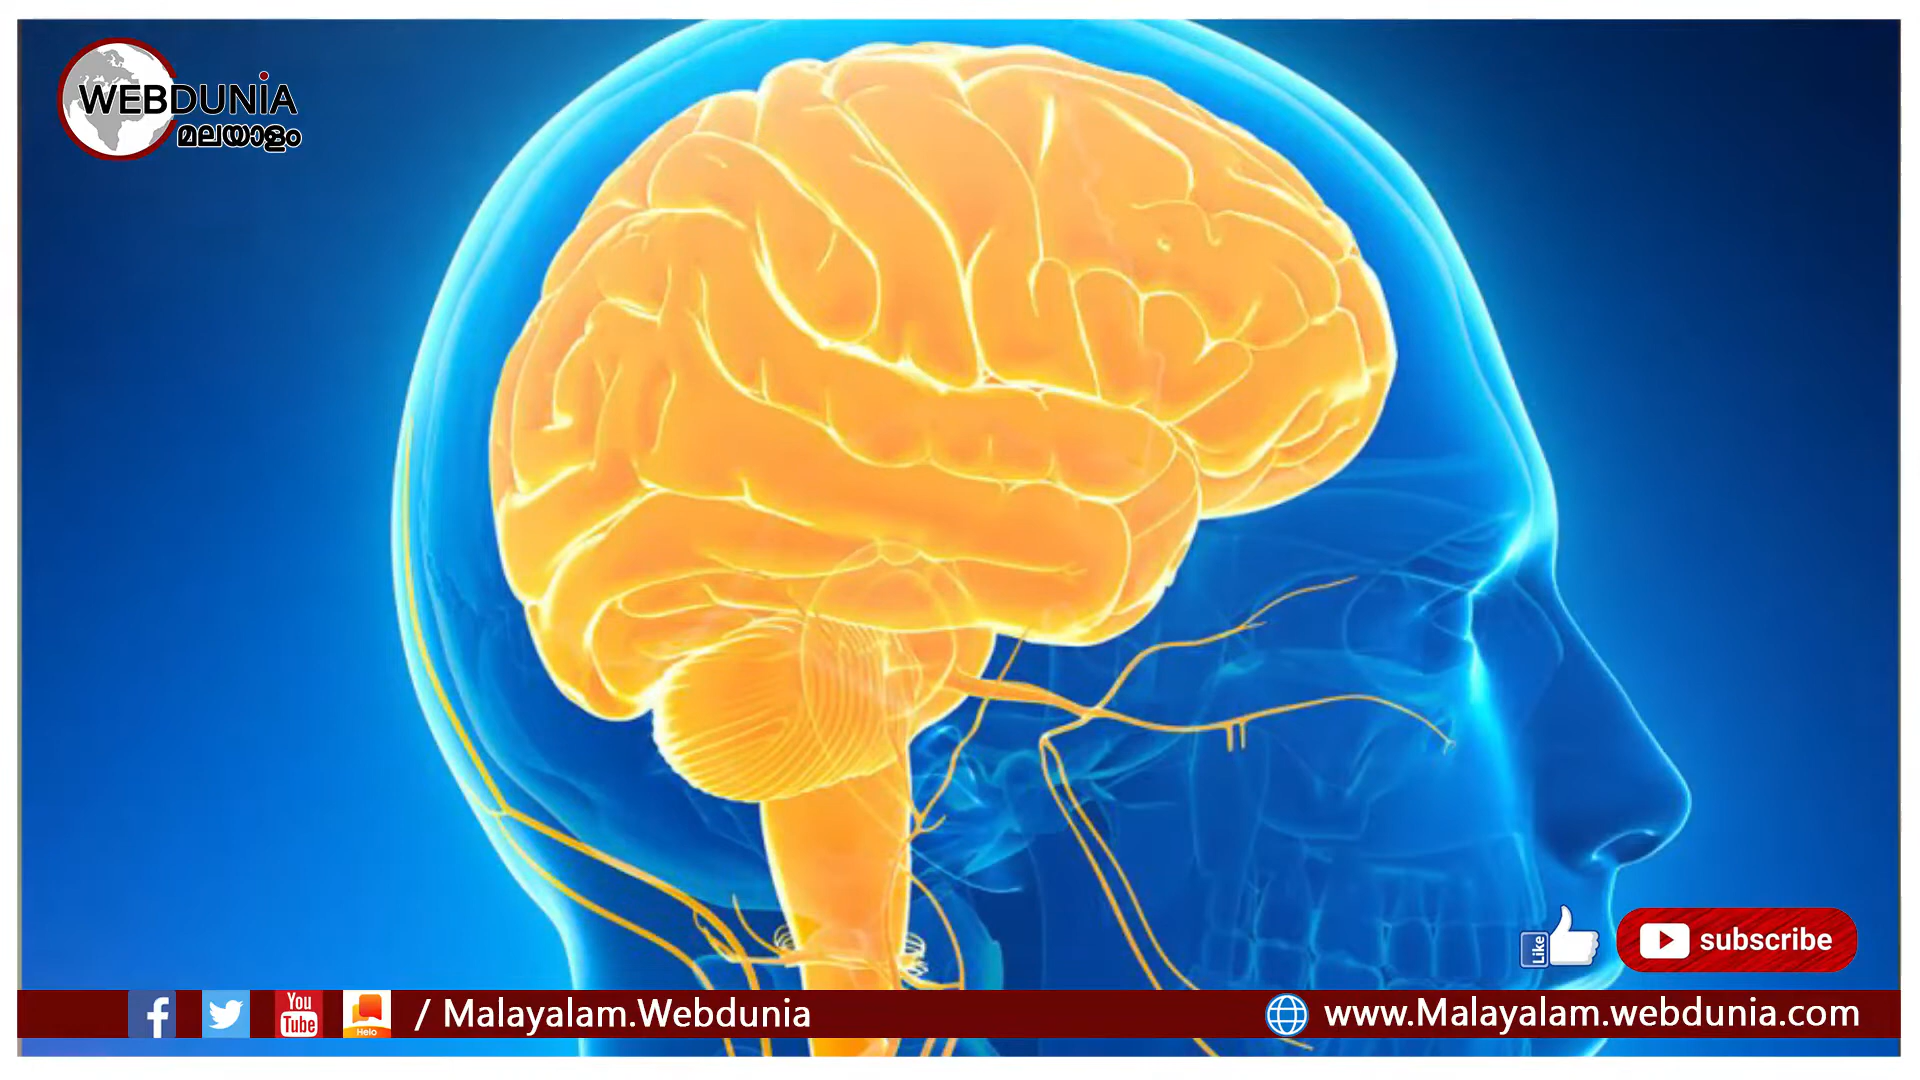 WEBDUNIA
മലയാളം
Like
subscribe
You
Tube
Helo
/ Malayalam.Webdunia
www.Malayalam.webdunia.com